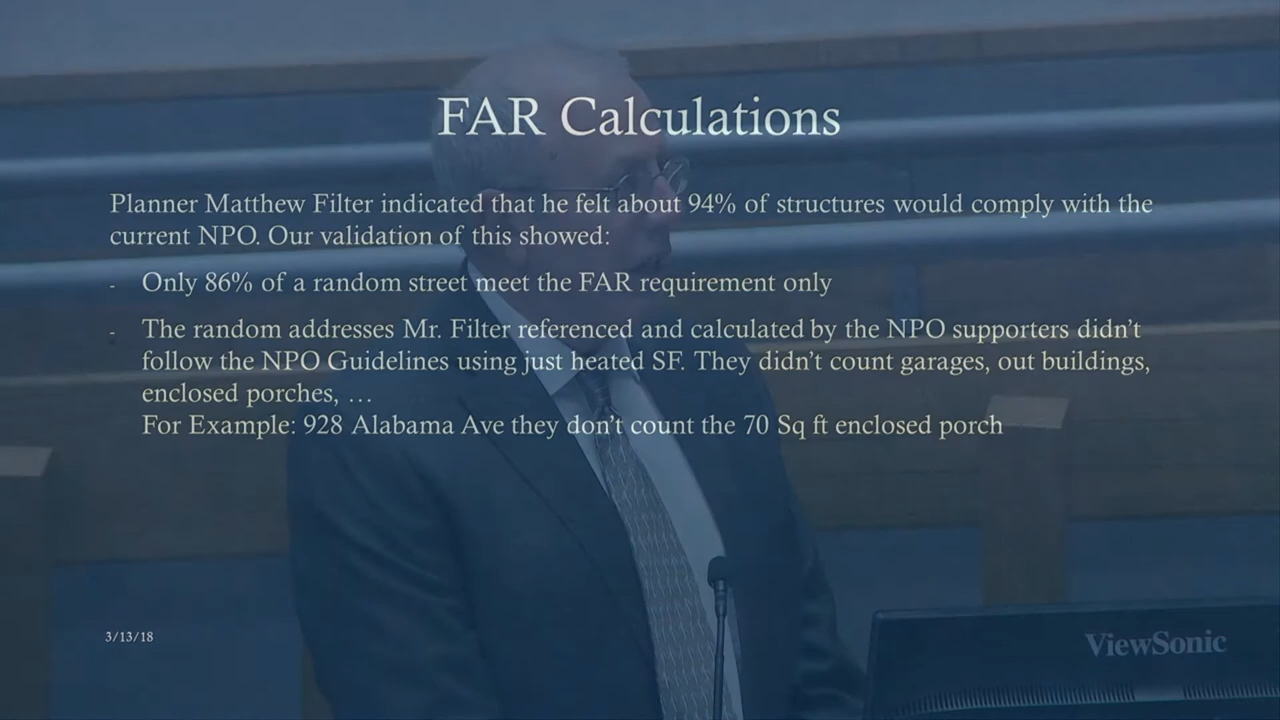 FAR Calculations
Planner Matthew Filter indicated that he felt about 94% of structures would comply with the
current NPO. Our validation of this showed:
- Only 86% of a random street meet the FAR requirement only
- The random addresses Mr. Filter referenced and calculated by the NPO supporters didn't
follow the NPO Guidelines using just heated SF. They didn't count garages, out buildings,
enclosed porches, …
For Example: 928 Alabama Ave they don't count the 70 Sq ft enclosed porch
3/13/18
ViewSonic